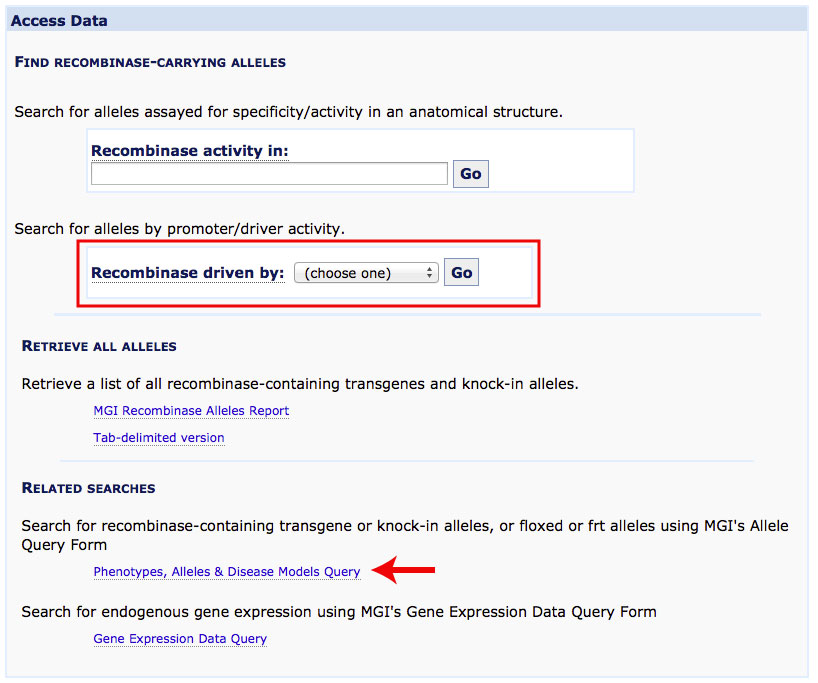 Access Data
FIND RECOMBINASE-CARRYING ALLELES
Search for alleles assayed for specificity/activity in an anatomical structure.
Recombinase activity in:
Go
Search for alleles by promoter/driver activity.
Recombinase driven by: (choose one) Go
RETRIEVE ALL ALLELES
Retrieve a list of all recombinase-containing transgenes and knock-in alleles.
MGI Recombinase Alleles Report
Tab-delimited version
RELATED SEARCHES
Search for recombinase-containing transgene or knock-in alleles, or floxed or frt alleles using MGI's Allele
Query Form
Phenotypes, Alleles & Disease Models Query
Search for endogenous gene expression using MGI's Gene Expression Data Query Form
Gene Expression Data Query